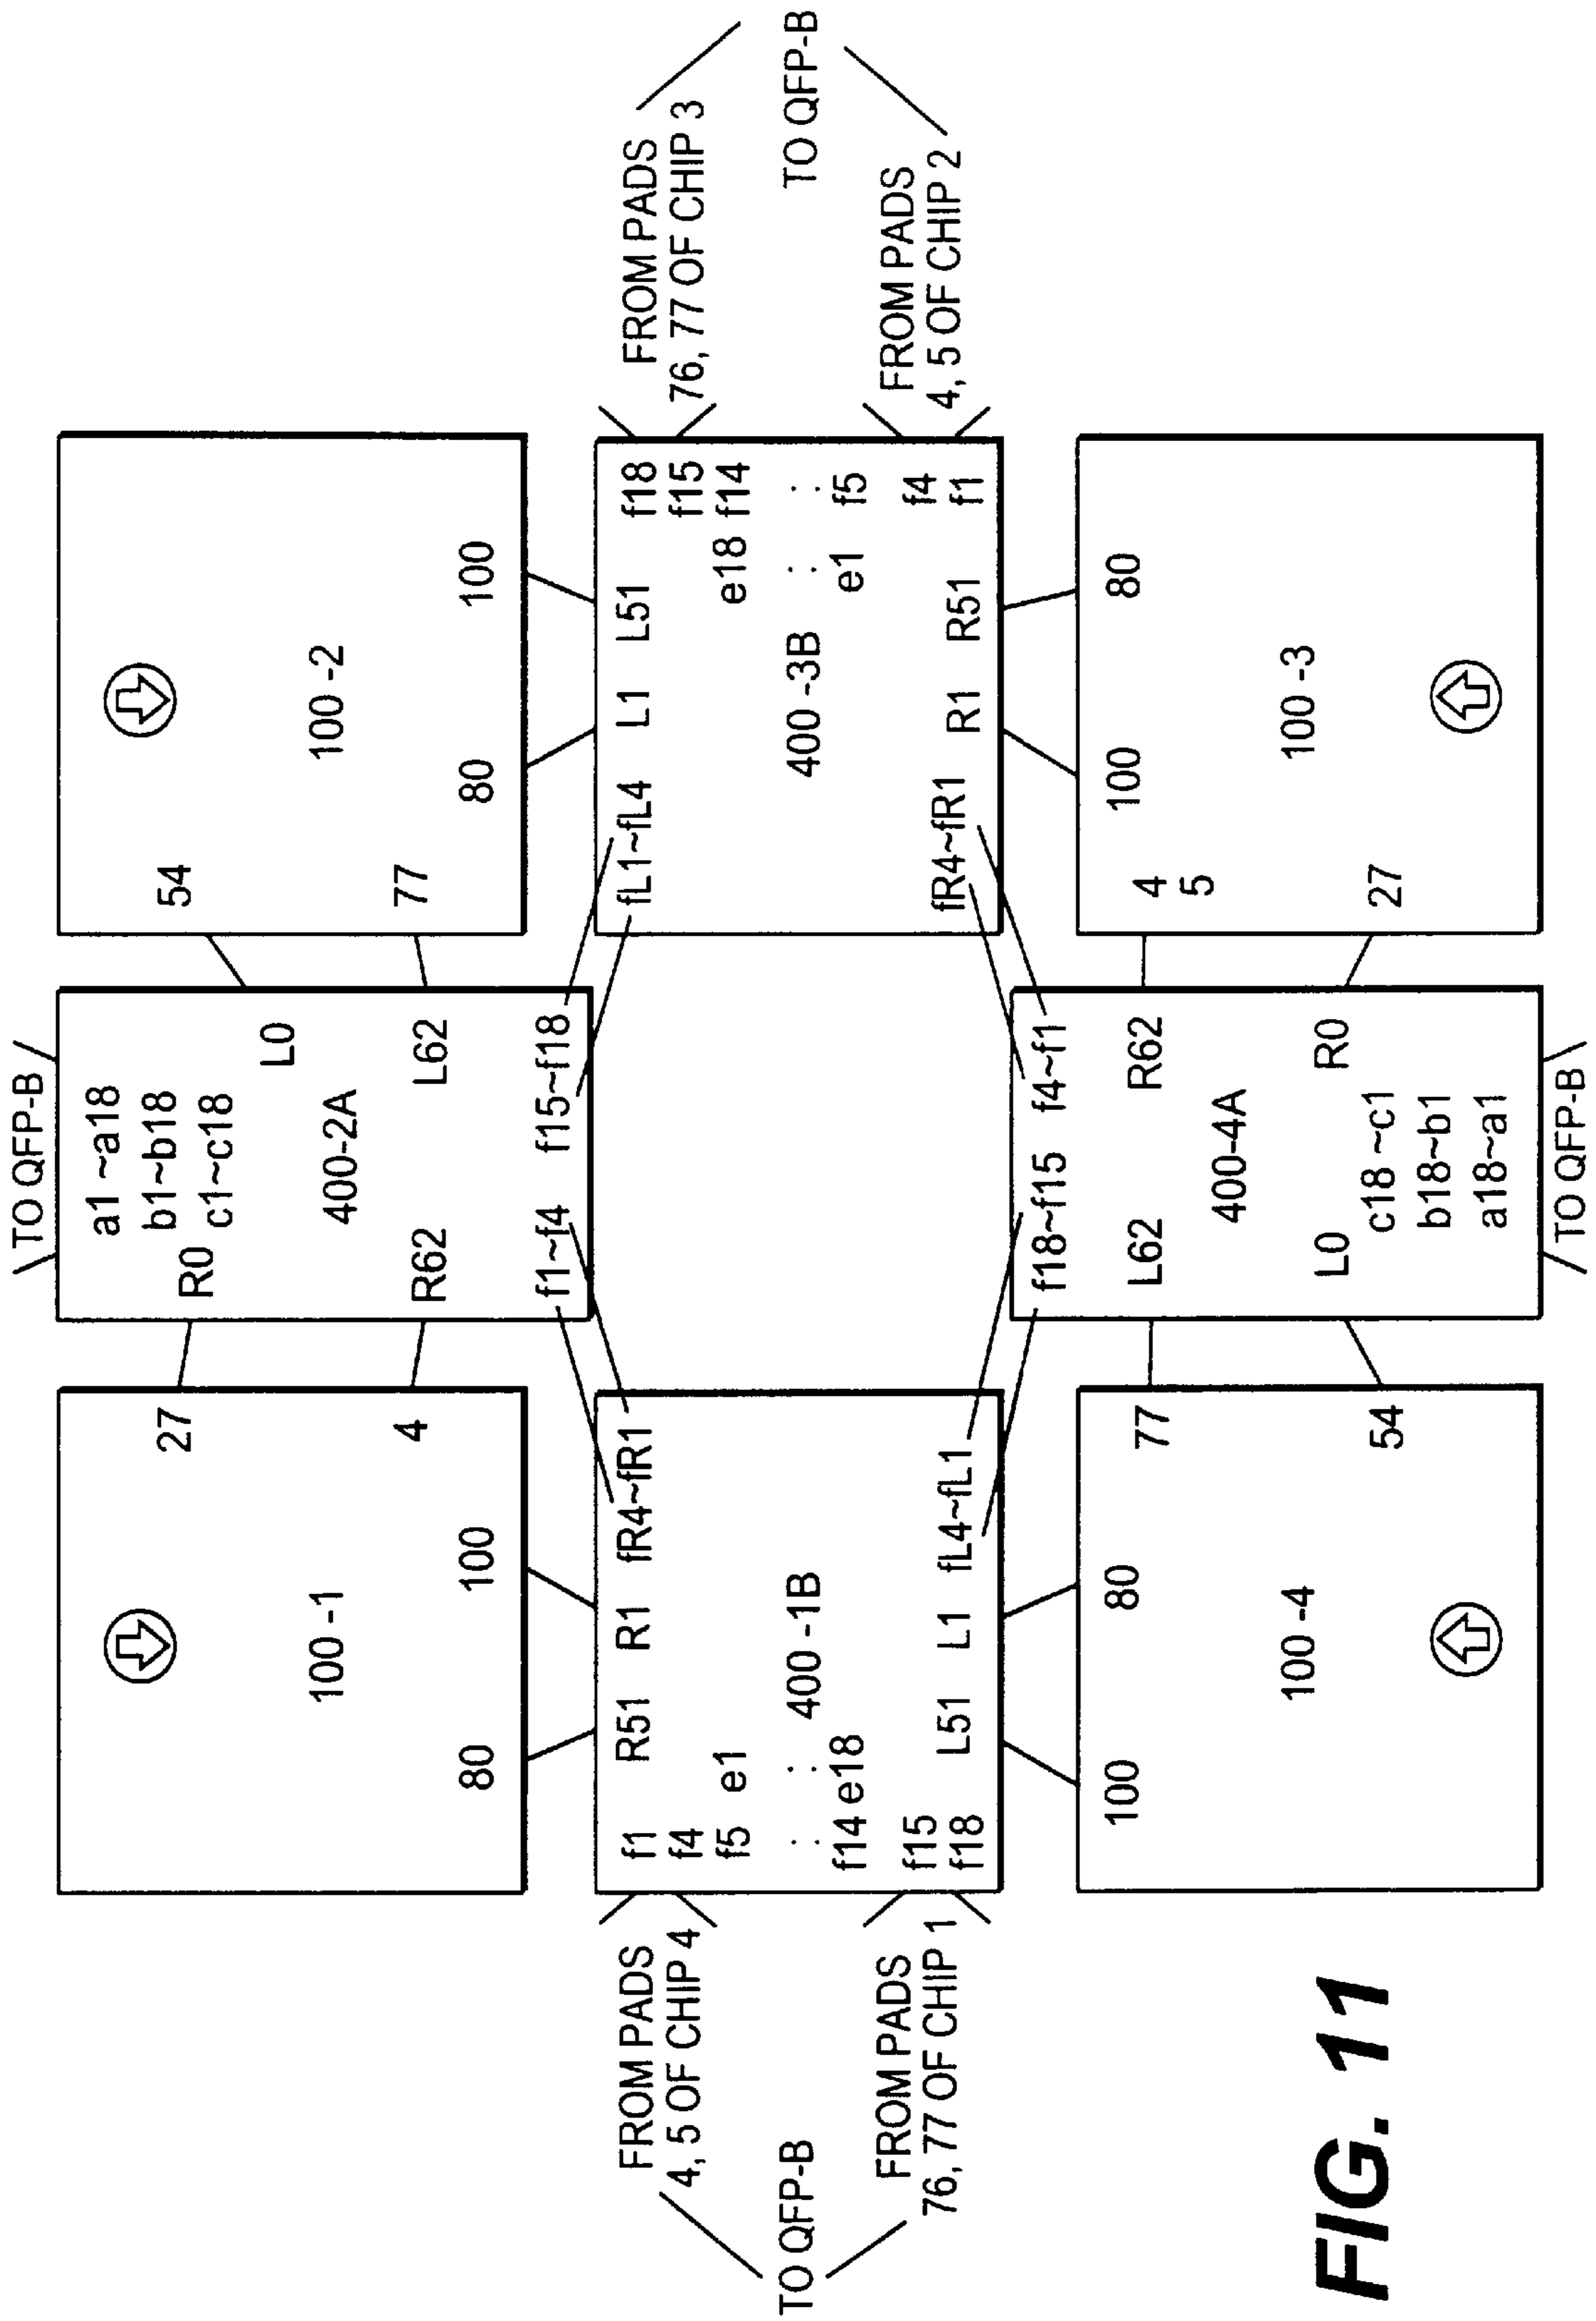 TO QFP-B
27
100 -1
4
80 100
a1 ~a18
b1~b18
c1~c18
R0
L0
400-2A
R62 L62
f1~f4 f15~f18
54
100 -2
77
80 100
FROM PADS
4, 5 OF CHIP 4
TO QFP-B
FROM PADS
76, 77 OF CHIP 1
f1 R51 R1 fR4~fR1
f4
f5 e1
: :
400 -1B
f14 e18
f15
f18 L51 L1 fL4~fL1
fL1~fL4 L1 L51 f18
f15
e18 f14
400 -3B
: :
e1 f5
f4
fR4~fR1 R1 R51 f1
FROM PADS
76, 77 OF CHIP 3
TO QFP-B
FROM PADS
4, 5 OF CHIP 2
100 80
77
54
100 -4
f18~f15 f4~f1
L62 R62
400-4A
L0 R0
c18 ~c1
b18~b1
a18~a1
4
5
100 80
27
100 -3
TO QFP-B
FIG. 11